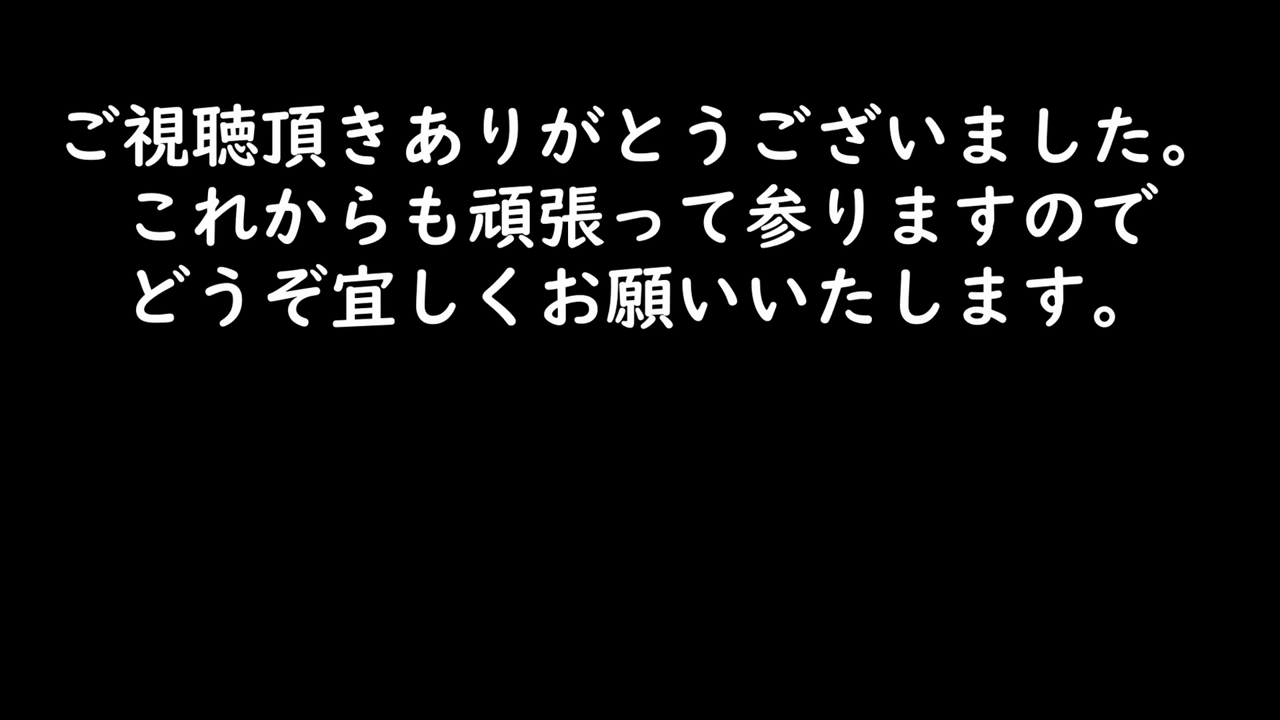 ご視聴頂きありがとうございました。
これからも頑張って参りますので
どうぞ宜しくお願いいたします。